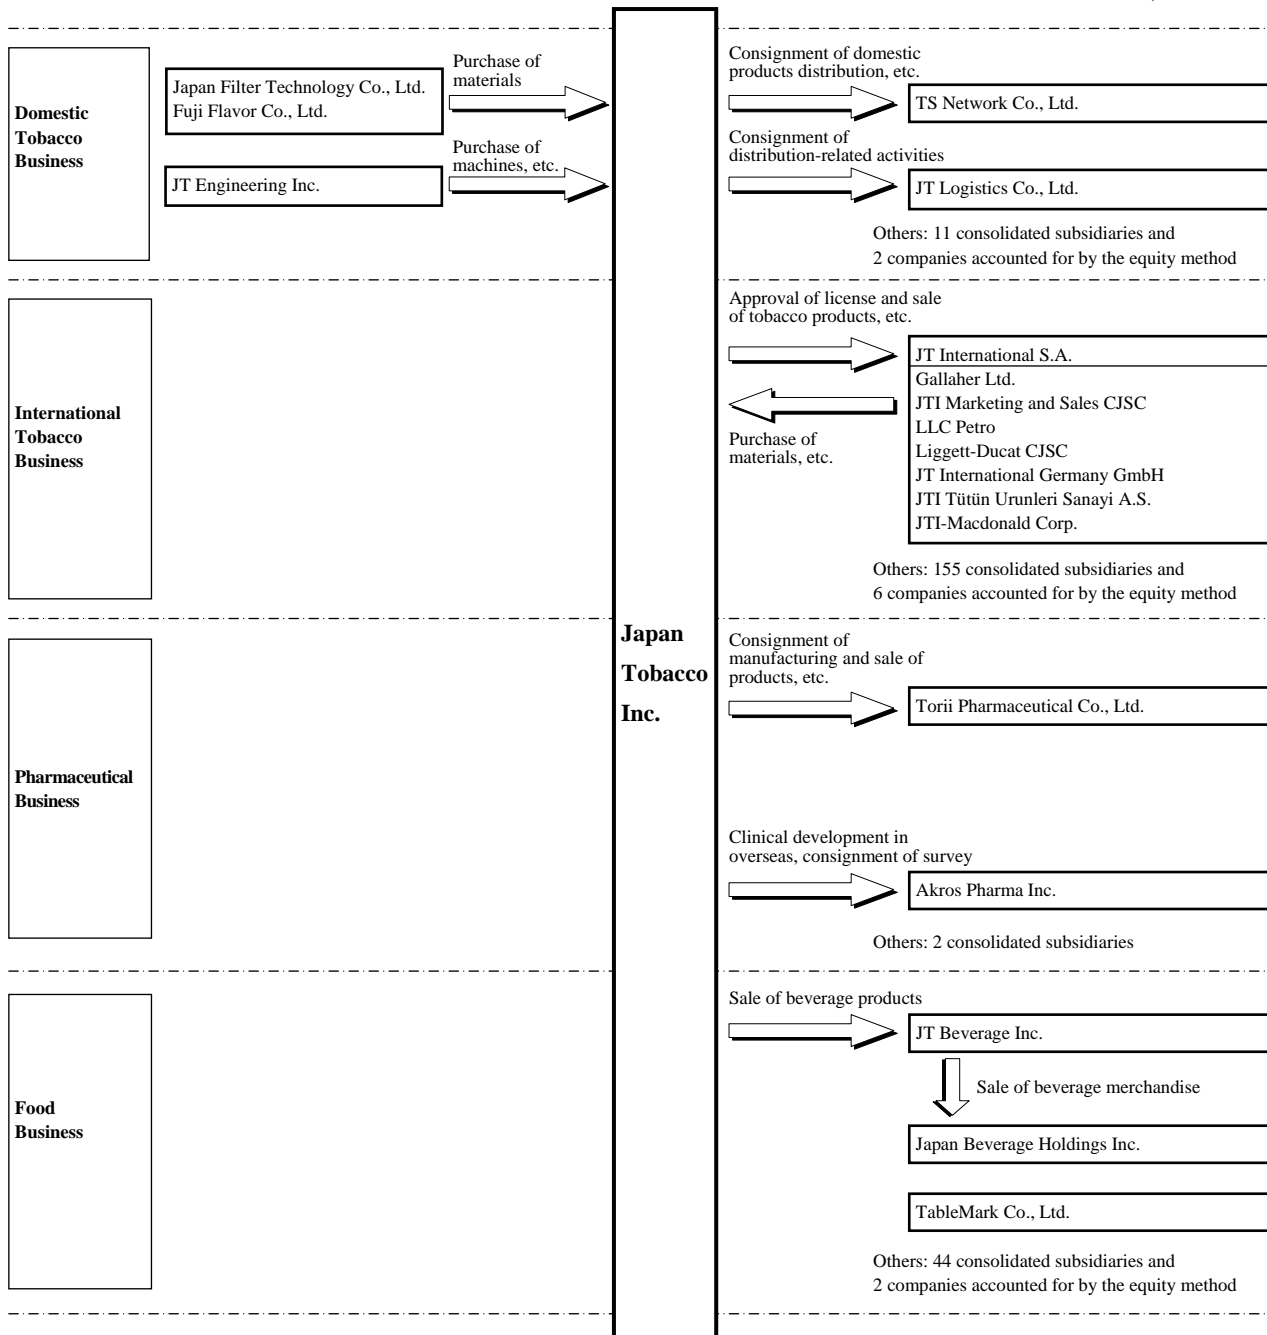 Domestic
Tobacco
Business
Japan Filter Technology Co., Ltd.
Fuji Flavor Co., Ltd.
Purchase of
materials
JT Engineering Inc.
Purchase of
machines, etc.
Consignment of domestic
products distribution, etc.
TS Network Co., Ltd.
Consignment of
distribution-related activities
JT Logistics Co., Ltd.
Others: 11 consolidated subsidiaries and
2 companies accounted for by the equity method
International
Tobacco
Business
Approval of license and sale
of tobacco products, etc.
JT International S.A.
Gallaher Ltd.
JTI Marketing and Sales CJSC
LLC Petro
Liggett-Ducat CJSC
JT International Germany GmbH
JTI Tütün Urunleri Sanayi A.S.
JTI-Macdonald Corp.
Purchase of
materials, etc.
Others: 155 consolidated subsidiaries and
6 companies accounted for by the equity method
Japan
Tobacco
Inc.
Pharmaceutical
Business
Consignment of
manufacturing and sale of
products, etc.
Torii Pharmaceutical Co., Ltd.
Clinical development in
overseas, consignment of survey
Akros Pharma Inc.
Others: 2 consolidated subsidiaries
Food
Business
Sale of beverage products
JT Beverage Inc.
Sale of beverage merchandise
Japan Beverage Holdings Inc.
TableMark Co., Ltd.
Others: 44 consolidated subsidiaries and
2 companies accounted for by the equity method